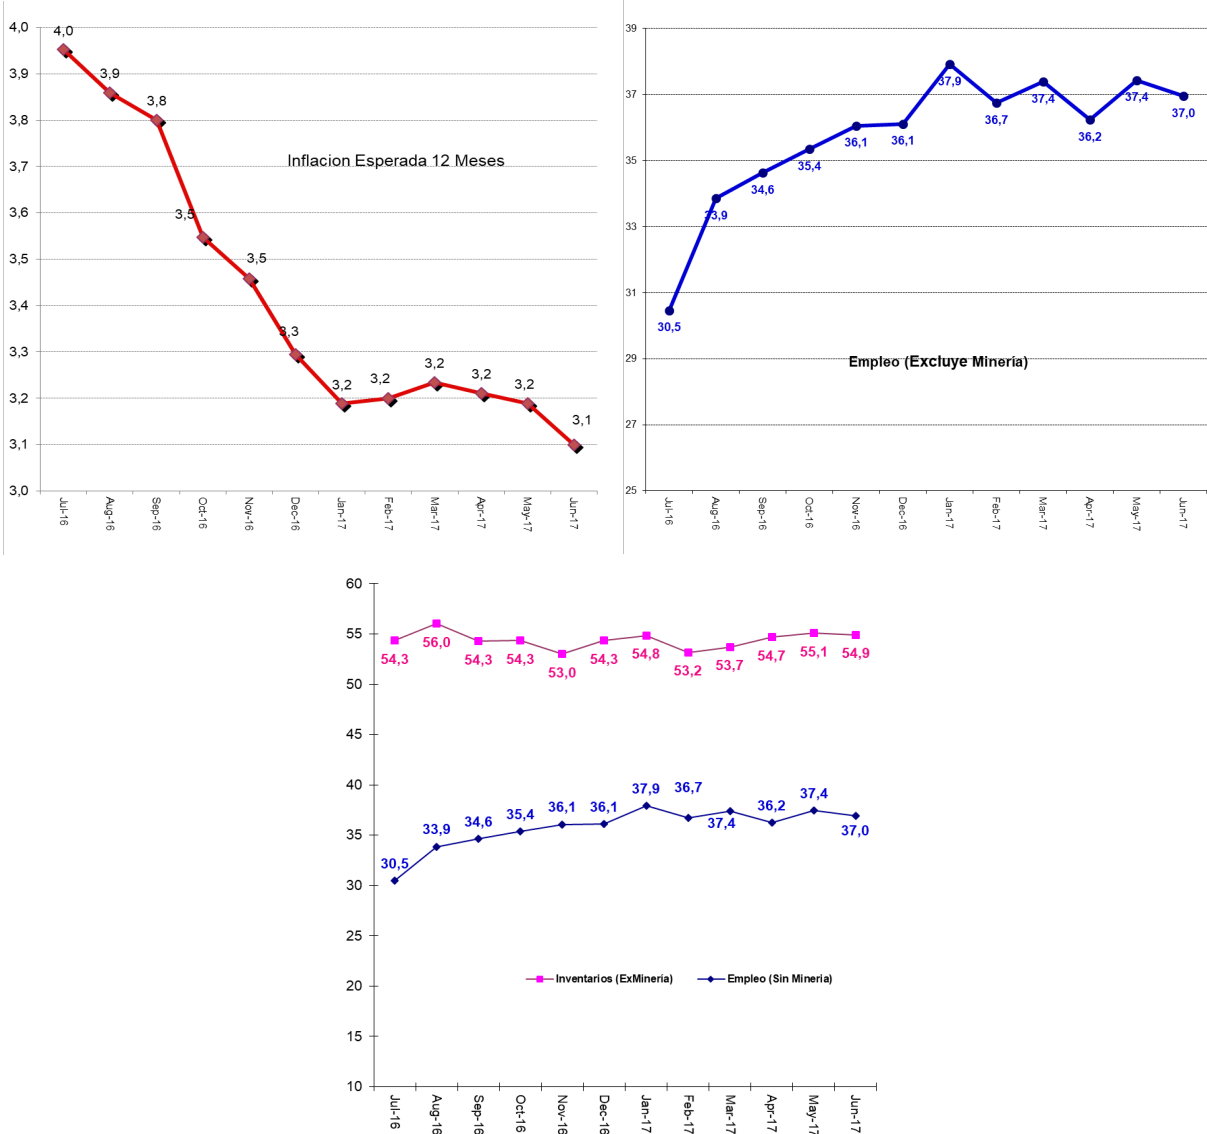 4,0
3,9
3,8
3,7
3,6
3,5
3,4
3,3
3,2
3,1
3,0
4,0
3,9
3,8
3,5
3,5
3,3
3,2
3,2
3,2
3,2
3,2
3,1
Inflacion Esperada 12 Meses
Jul-16
Aug-16
Sep-16
Oct-16
Nov-16
Dec-16
Jan-17
Feb-17
Mar-17
Apr-17
May-17
Jun-17
39
37
35
33
31
29
27
25
30,5
33,9
34,6
35,4
36,1
36,1
37,9
36,7
37,4
36,2
37,4
37,0
Empleo (Excluye Minería)
Jul-16
Aug-16
Sep-16
Oct-16
Nov-16
Dec-16
Jan-17
Feb-17
Mar-17
Apr-17
May-17
Jun-17
60
55
50
45
40
35
30
25
20
15
10
54,3
56,0
54,3
54,3
53,0
54,3
54,8
53,2
53,7
54,7
55,1
54,9
30,5
33,9
34,6
35,4
36,1
36,1
37,9
36,7
37,4
36,2
37,4
37,0
Inventarios (ExMinería)
Empleo (Sin Minería)
Jul-16
Aug-16
Sep-16
Oct-16
Nov-16
Dec-16
Jan-17
Feb-17
Mar-17
Apr-17
May-17
Jun-17